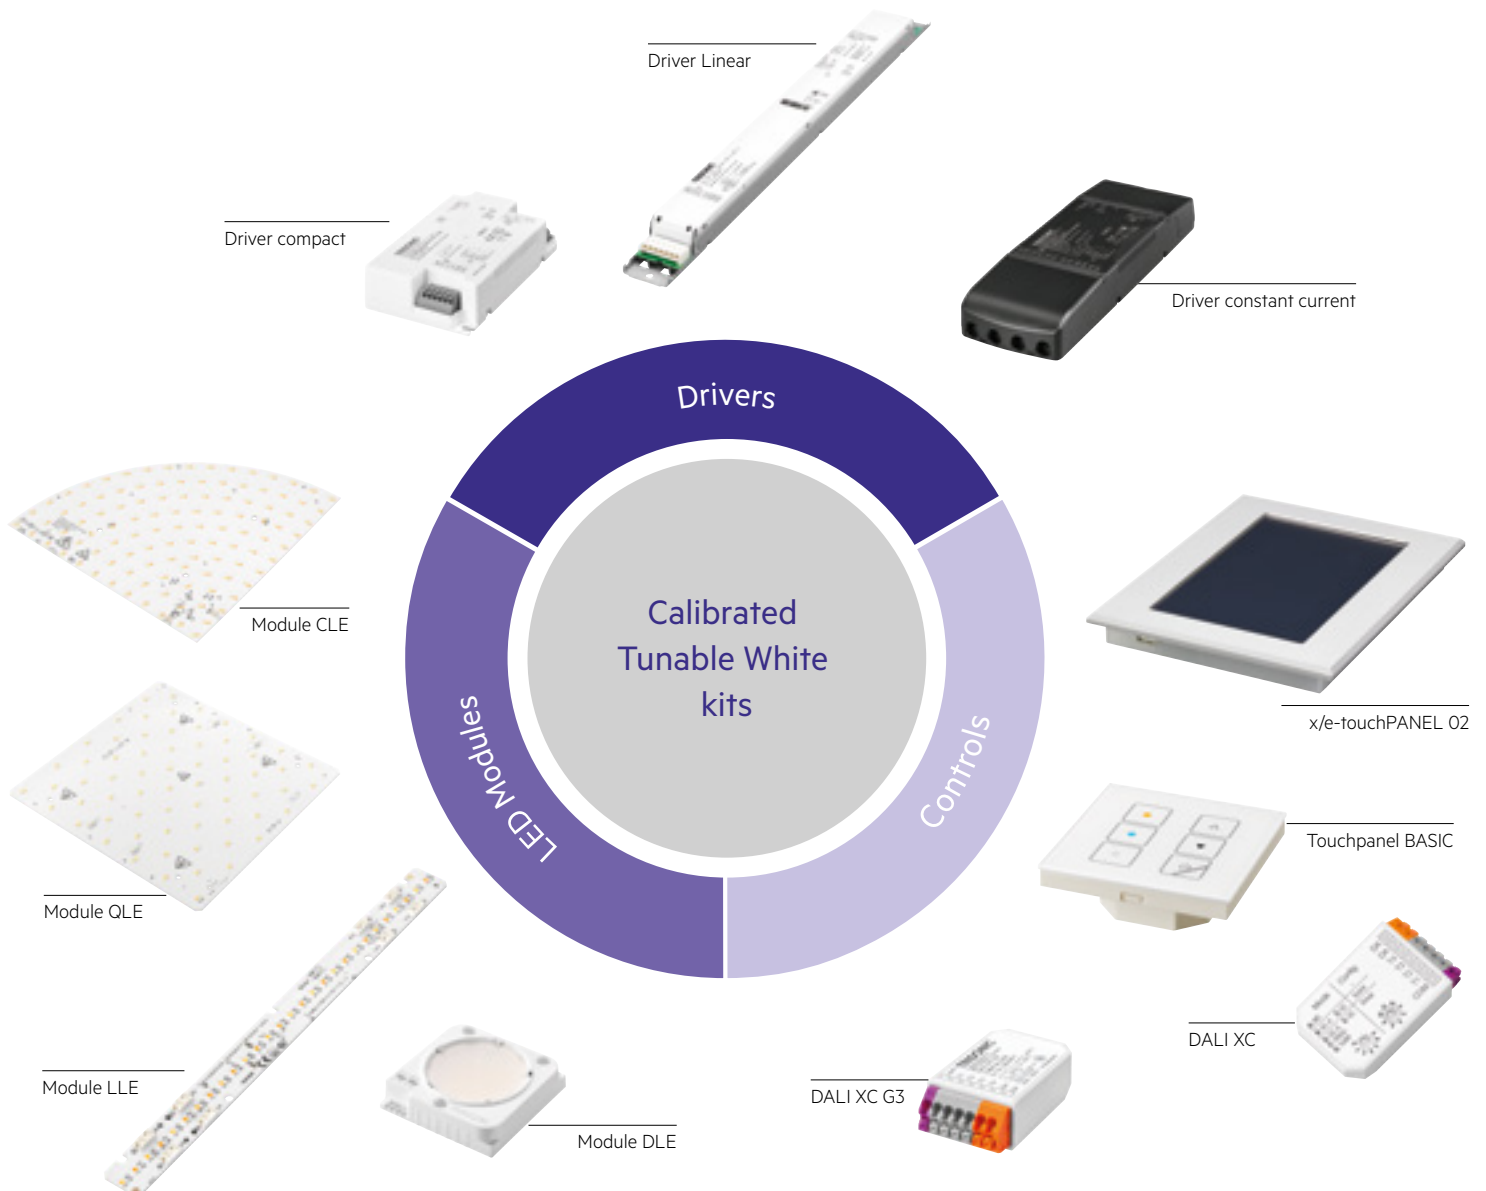 Driver Linear
Driver compact
Driver constant current
Drivers
Calibrated
Tunable White
kits
LED Modules
Controls
Module CLE
x/e-touchPANEL 02
Module QLE
Touchpanel BASIC
Module LLE
Module DLE
DALI XC G3
DALI XC